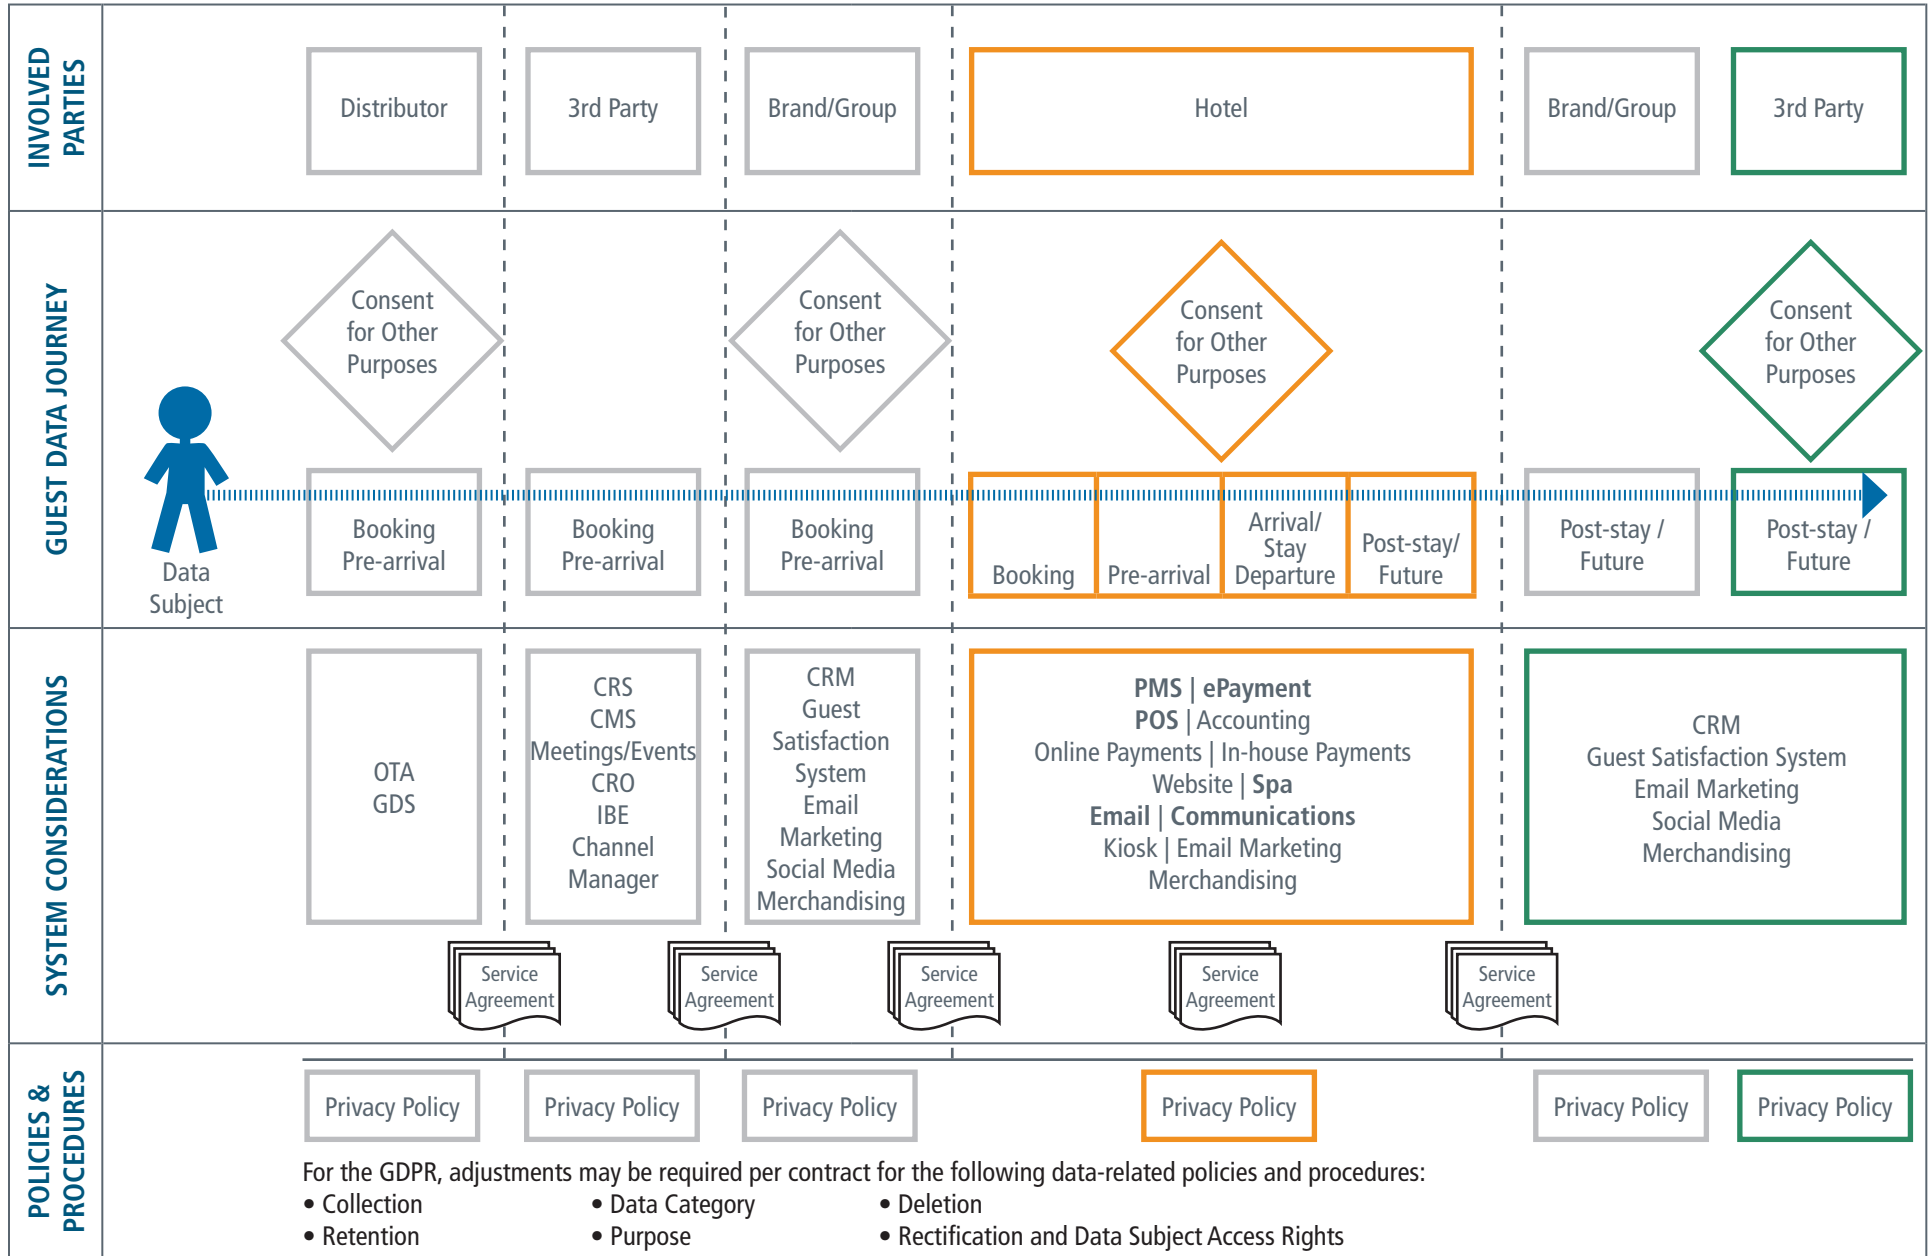 INVOLVED
PARTIES
Distributor
3rd Party
Brand/Group
Hotel
Brand/Group
3rd Party
GUEST DATA JOURNEY
Consent
for Other
Purposes
Consent
for Other
Purposes
Consent
for Other
Purposes
Consent
for Other
Purposes
Data
Subject
Booking
Pre-arrival
Booking
Pre-arrival
Booking
Pre-arrival
Booking
Pre-arrival
Arrival/
Stay
Departure
Post-stay/
Future
Post-stay /
Future
Post-stay /
Future
SYSTEM CONSIDERATIONS
OTA
GDS
CRS
CMS
Meetings/Events
CRO
IBE
Channel
Manager
CRM
Guest
Satisfaction
System
Email
Marketing
Social Media
Merchandising
PMS | ePayment
POS | Accounting
Online Payments | In-house Payments
Website | Spa
Email | Communications
Kiosk | Email Marketing
Merchandising
CRM
Guest Satisfaction System
Email Marketing
Social Media
Merchandising
Service
Agreement
Service
Agreement
Service
Agreement
Service
Agreement
Service
Agreement
POLICIES &
PROCEDURES
Privacy Policy
Privacy Policy
Privacy Policy
Privacy Policy
Privacy Policy
Privacy Policy
For the GDPR, adjustments may be required per contract for the following data-related policies and procedures:
• Collection • Data Category • Deletion
• Retention • Purpose • Rectification and Data Subject Access Rights